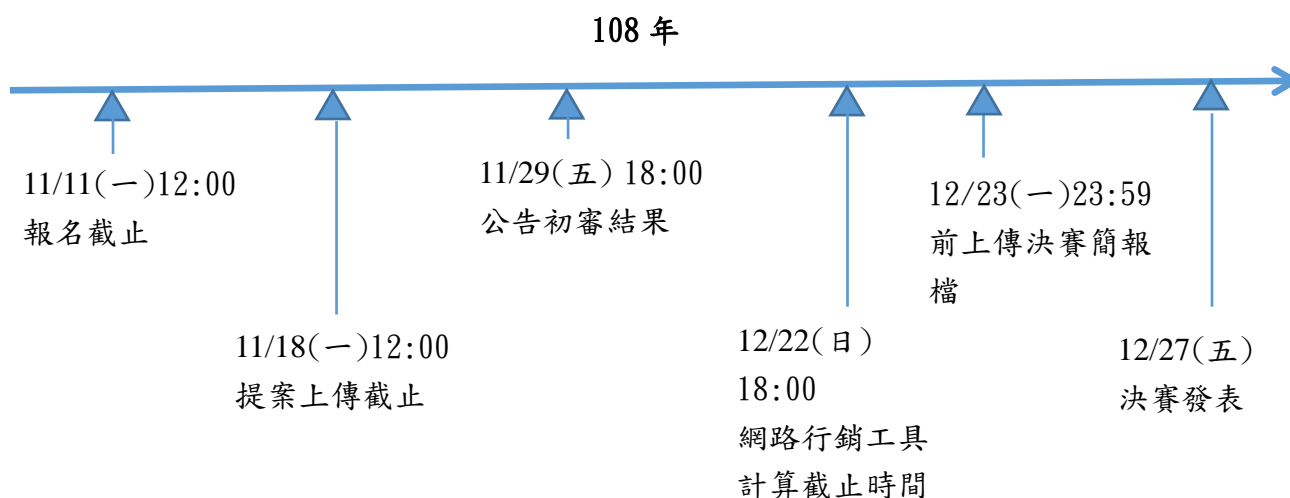 108 年
11/11(一)12:00
報名截止
11/18(一)12:00
提案上傳截止
11/29(五) 18:00
公告初審結果
12/22(日)
18:00
網路行銷工具
計算截止時間
12/23(一)23:59
前上傳決賽簡報
檔
12/27(五)
決賽發表